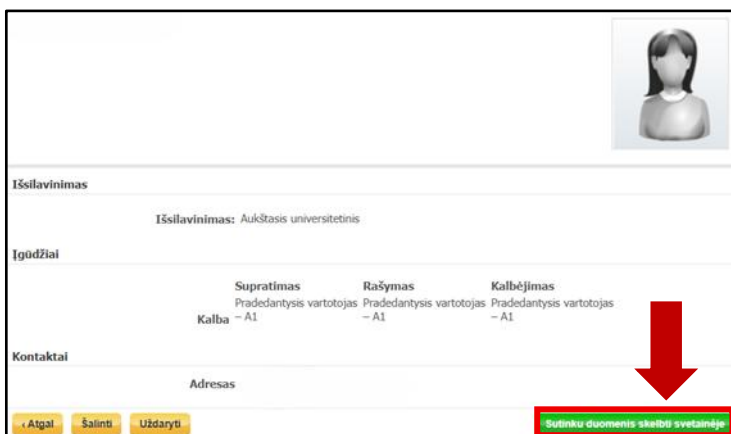 Išsilavinimas
Išsilavinimas: Aukštasis universitetinis
Įgūdžiai
Supratimas Rašymas Kalbėjimas
Pradedantysis vartotojas Pradedantysis vartotojas Pradedantysis vartotojas
Kalba – A1 – A1 – A1
Kontaktai
Adresas
‹ Atgal Šalinti Uždaryti Sutinku duomenis skelbti svetainėje